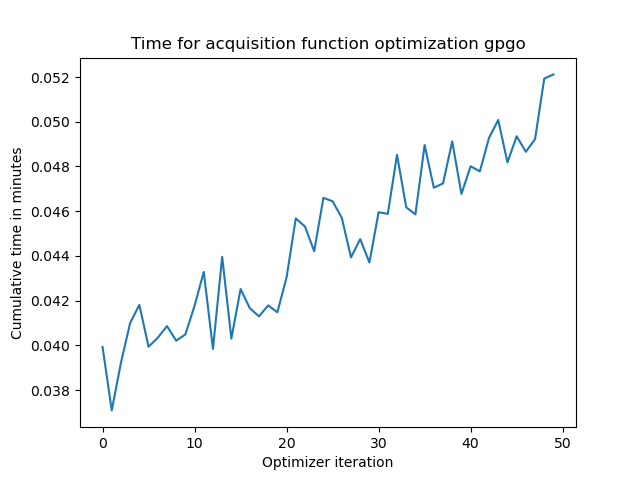 Time for acquisition function optimization gpgo
Cumulative time in minutes
0.052
0.050
0.048
0.046
0.044
0.042
0.040
0.038
0 10 20 30 40 50
Optimizer iteration